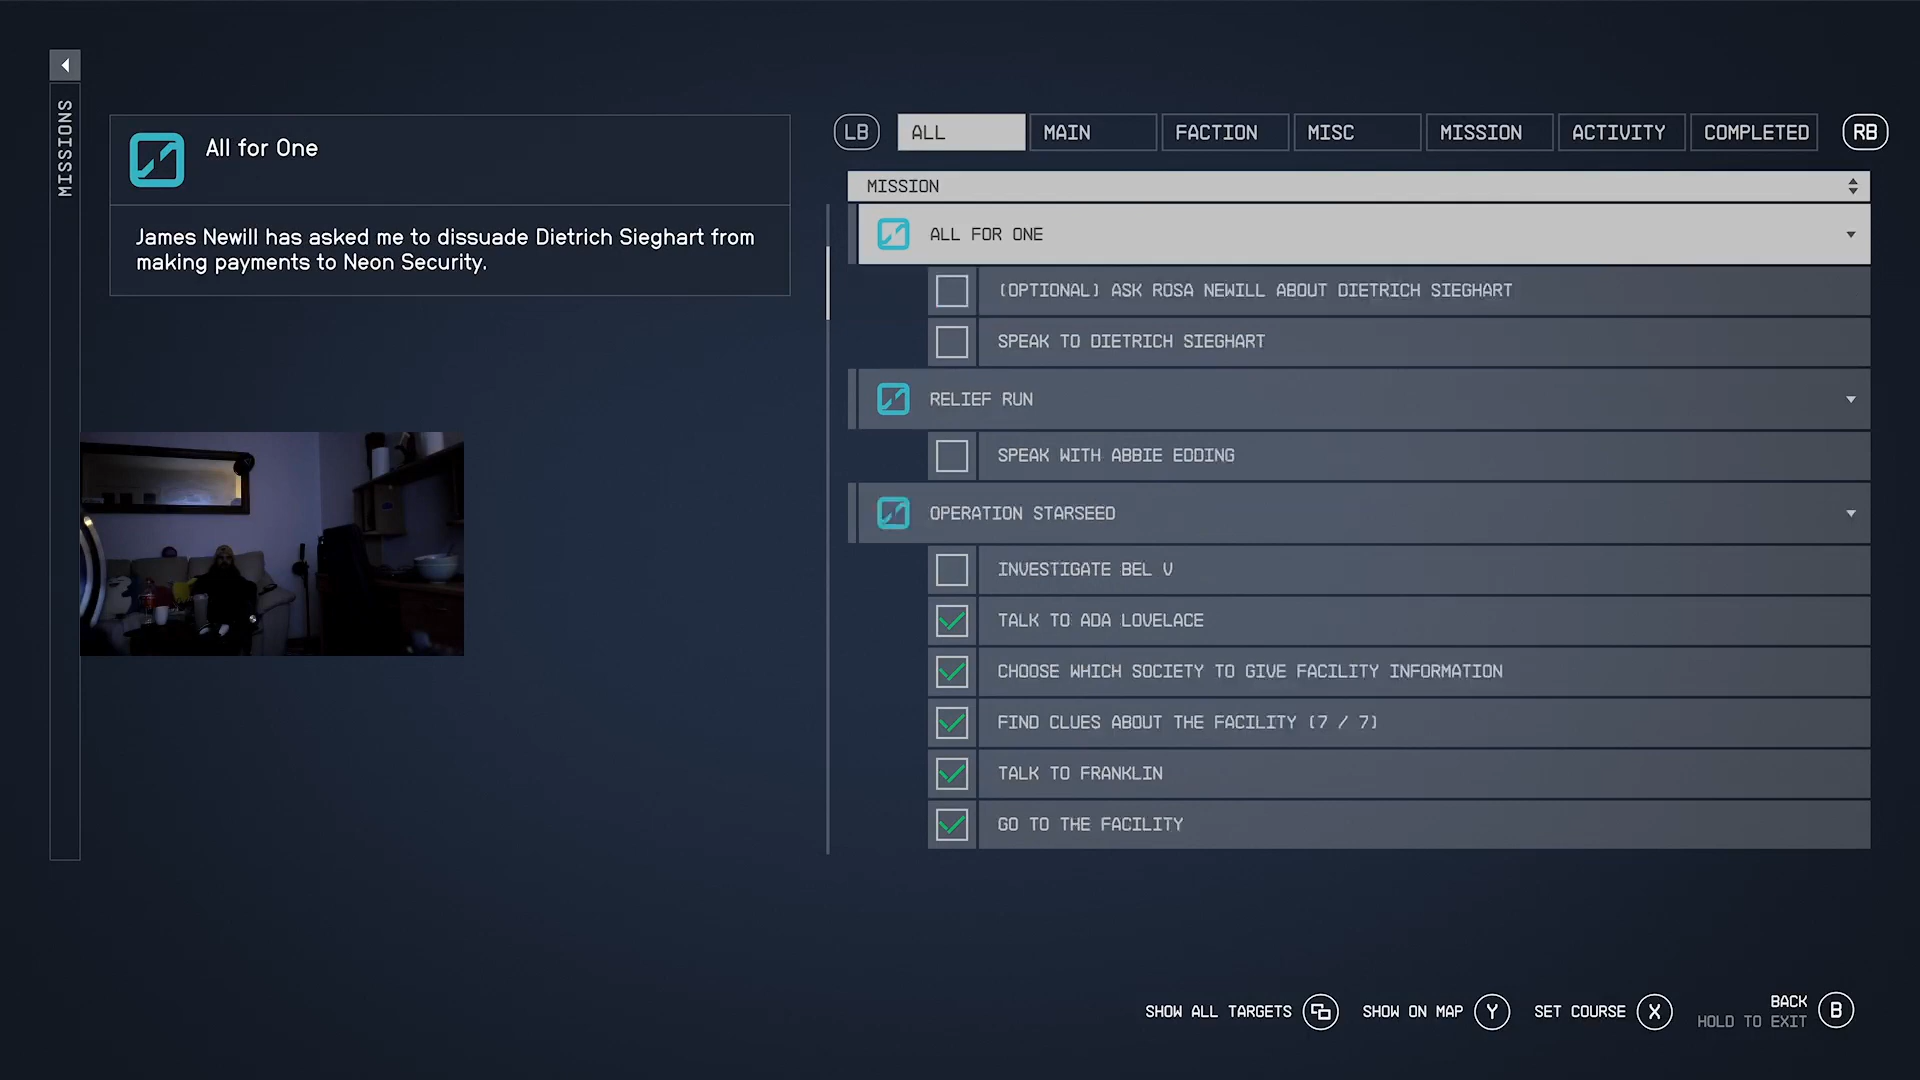 MISSIONS
All for One
James Newill has asked me to dissuade Dietrich Sieghart from
making payments to Neon Security.
LB ALL MAIN FACTION MISC MISSION ACTIVITY COMPLETED RB
MISSION
ALL FOR ONE
(OPTIONAL) ASK ROSA NEWILL ABOUT DIETRICH SIEGHART
SPEAK TO DIETRICH SIEGHART
RELIEF RUN
SPEAK WITH ABBIE EDDING
OPERATION STARSEED
INVESTIGATE BEL V
TALK TO ADA LOVELACE
CHOOSE WHICH SOCIETY TO GIVE FACILITY INFORMATION
FIND CLUES ABOUT THE FACILITY (7 / 7)
TALK TO FRANKLIN
GO TO THE FACILITY
SHOW ALL TARGETS SHOW ON MAP Y SET COURSE X BACK B
HOLD TO EXIT